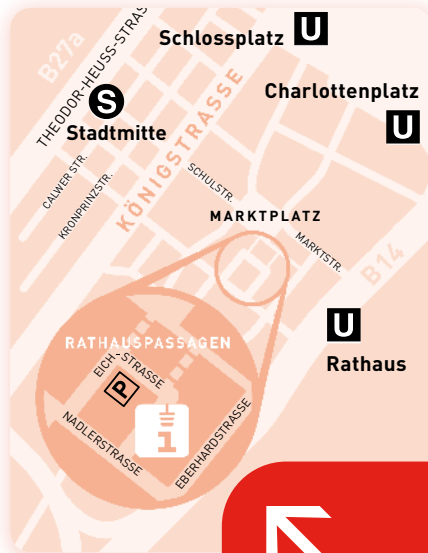 Schlossplatz U
B27a
THEODOR-HEUSS-STRAS
S
Stadtmitte
Charlottenplatz
U
KÖNIGSTRASSE
CALWER STR.
KRONPRINZSTR.
SCHULSTR.
MARKTPLATZ
MARKTSTR.
B14
U
Rathaus
RATHAUSPASSAGEN
EICH-STRASSE
P
i
NADLERSTRASSE
EBERHARDSTRASSE